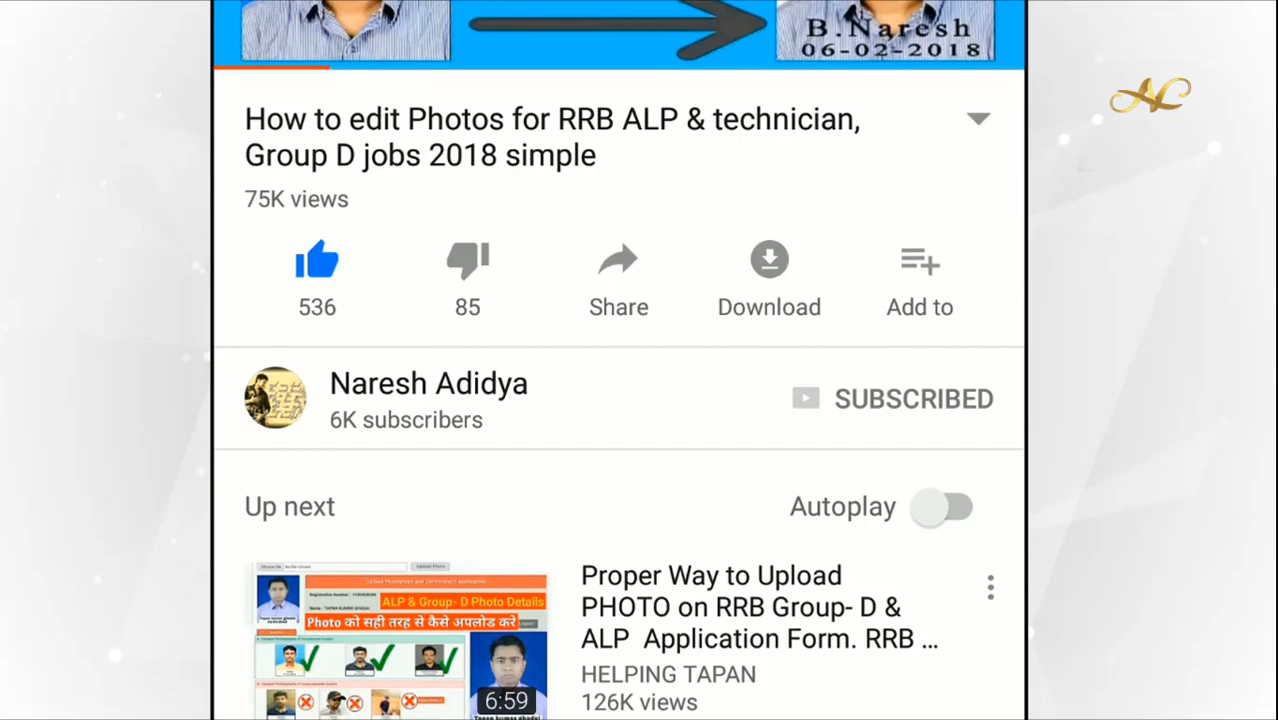 B.Naresh
06-02-2018
How to edit Photos for RRB ALP & technician,
Group D jobs 2018 simple
75K views
536
85
Share
Download
Add to
Naresh Adidya
6K subscribers
SUBSCRIBED
Up next
Autoplay
ALP & Group- D Photo Details
Photo को सही तरह से कैसे अपलोड करे
6:59
Proper Way to Upload
PHOTO on RRB Group- D &
ALP Application Form. RRB ...
HELPING TAPAN
126K views